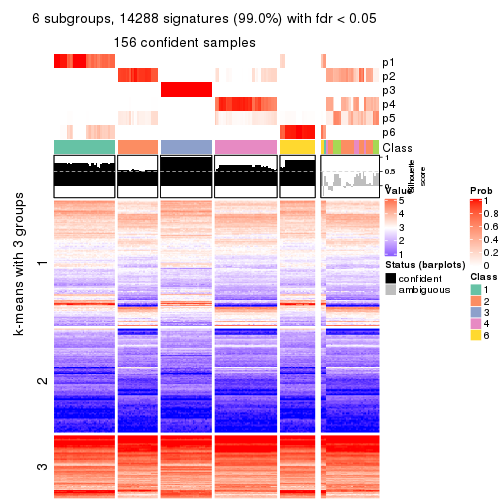 6 subgroups, 14288 signatures (99.0%) with fdr < 0.05
156 confident samples
p1
p2
p3
p4
p5
p6
Class
1
0.5
0
Silhouette
score
k-means with 3 groups
1
2
3
Value
5
4
3
2
1
Status (barplots)
confident
ambiguous
Prob
1
0.8
0.6
0.4
0.2
0
Class
1
2
3
4
6